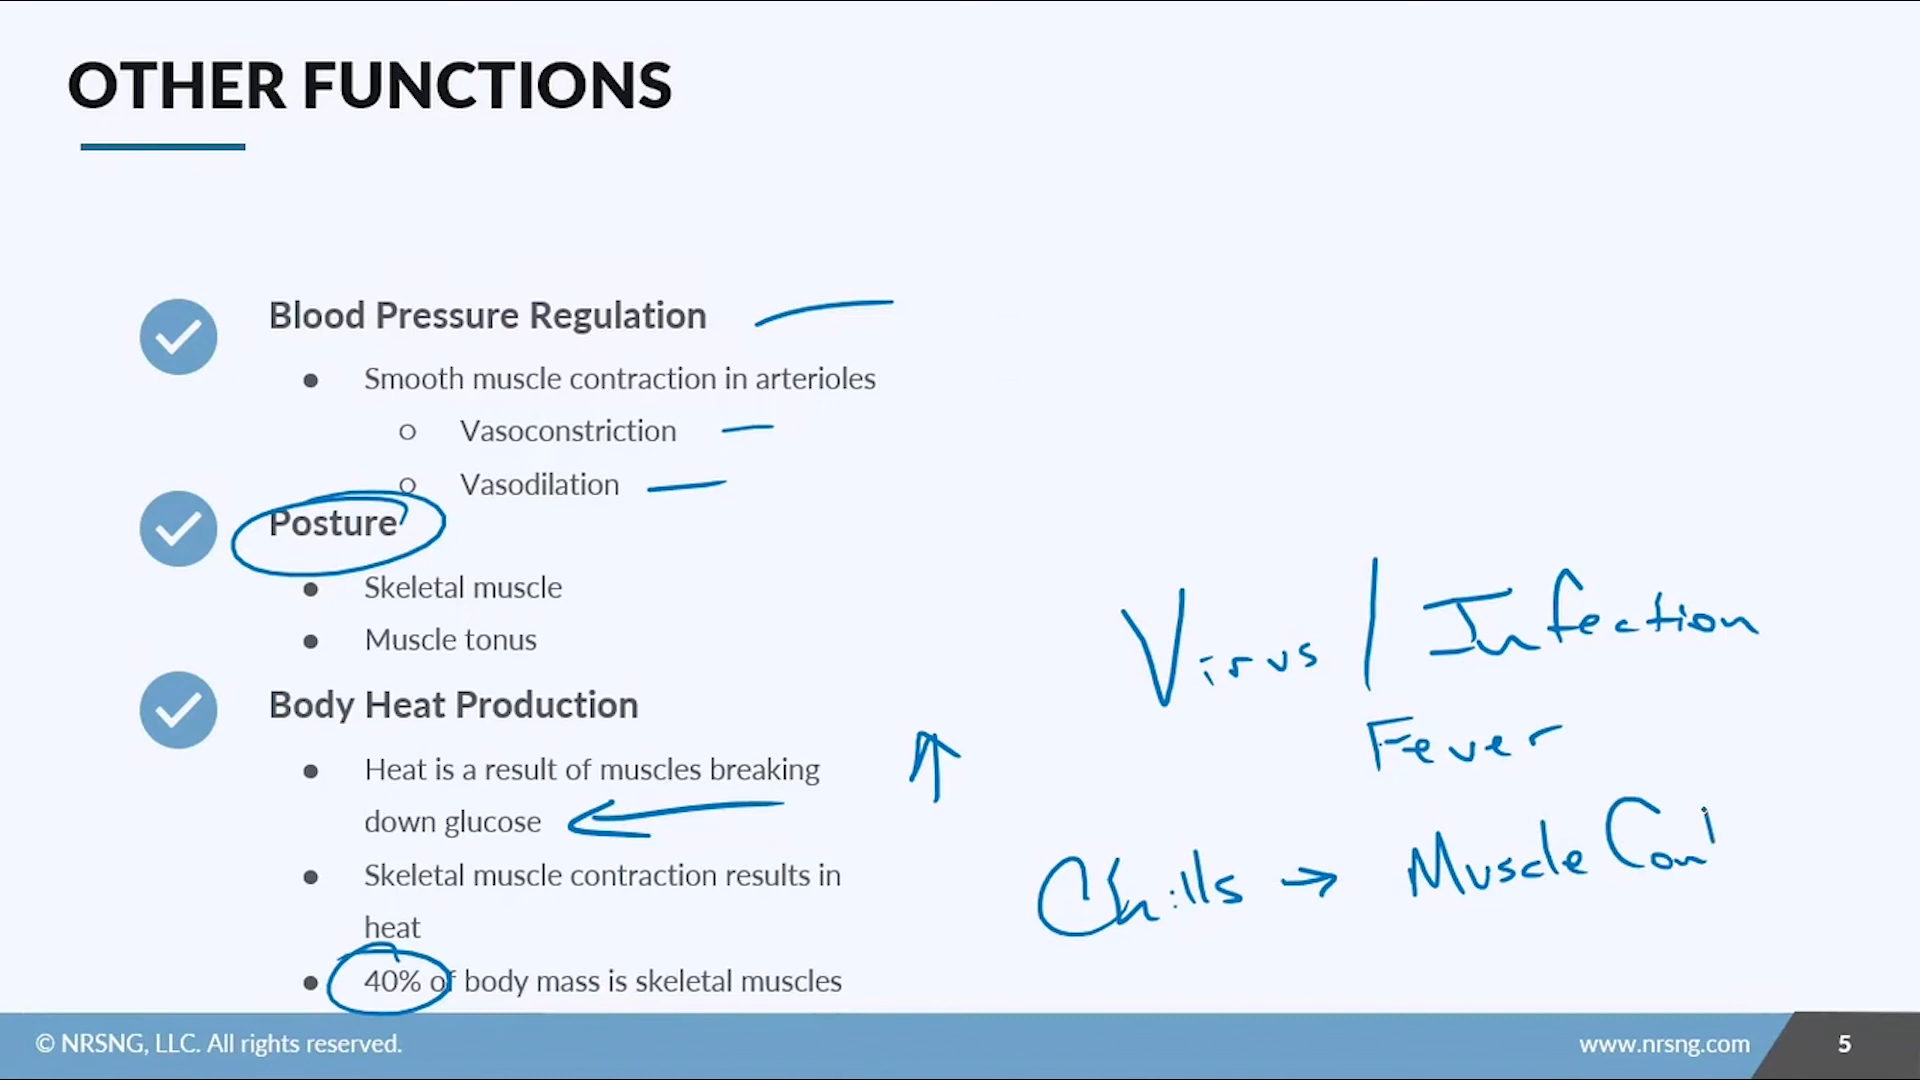 OTHER FUNCTIONS
Blood Pressure Regulation
● Smooth muscle contraction in arterioles
○ Vasoconstriction
○ Vasodilation
Posture
● Skeletal muscle
● Muscle tonus
Body Heat Production
● Heat is a result of muscles breaking
down glucose
● Skeletal muscle contraction results in
heat
● 40% of body mass is skeletal muscles
Virus / Infection
Fever
↑
Chills → Muscle Con
© NRSNG, LLC. All rights reserved.
www.nrsng.com
5